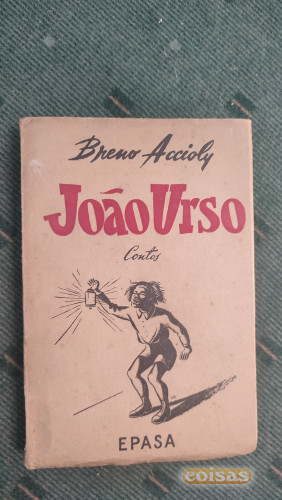 Breno Accioly
João Urso
Contos
EPASA
coisas